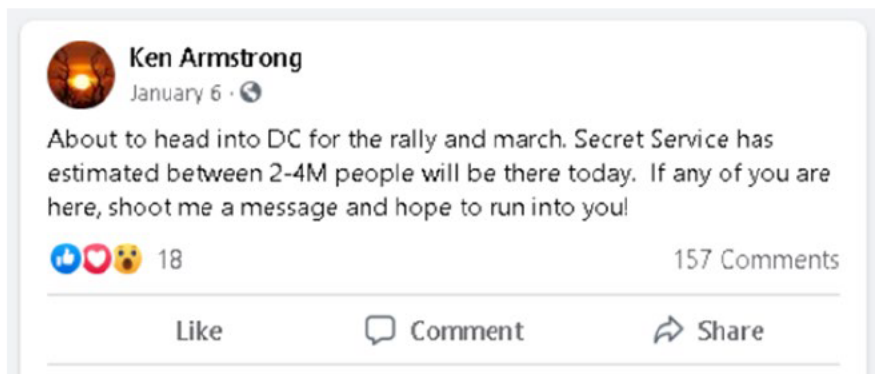 Ken Armstrong
January 6 ·
About to head into DC for the rally and march. Secret Service has
estimated between 2-4M people will be there today.  If any of you are
here, shoot me a message and hope to run into you!
18
157 Comments
Like
Comment
Share